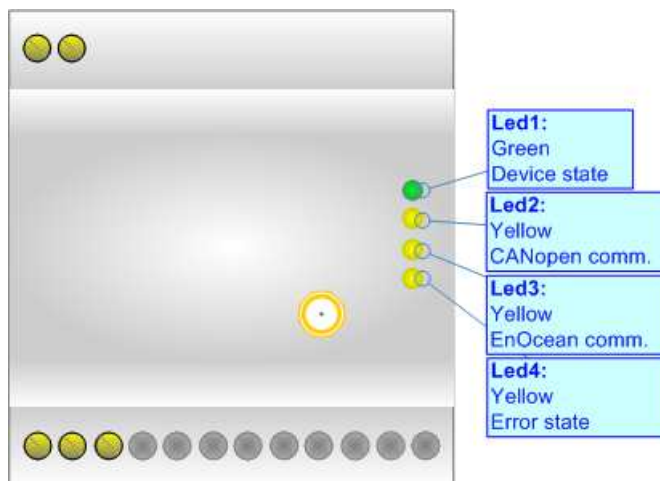 Led1:
Green
Device state
Led2:
Yellow
CANopen comm.
Led3:
Yellow
EnOcean comm.
Led4:
Yellow
Error state